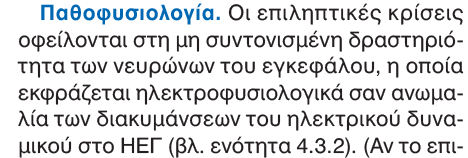 Παθοφυσιολογία. Οι επιληπτικές κρίσεις
οφείλονται στη μη συντονισμένη δραστηριό-
τητα των νευρώνων του εγκεφάλου, η οποία
εκφράζεται ηλεκτροφυσιολογικά σαν ανωμα-
λία των διακυμάνσεων του ηλεκτρικού δυνα-
μικού στο ΗΕΓ (βλ. ενότητα 4.3.2). (Αν το επι-